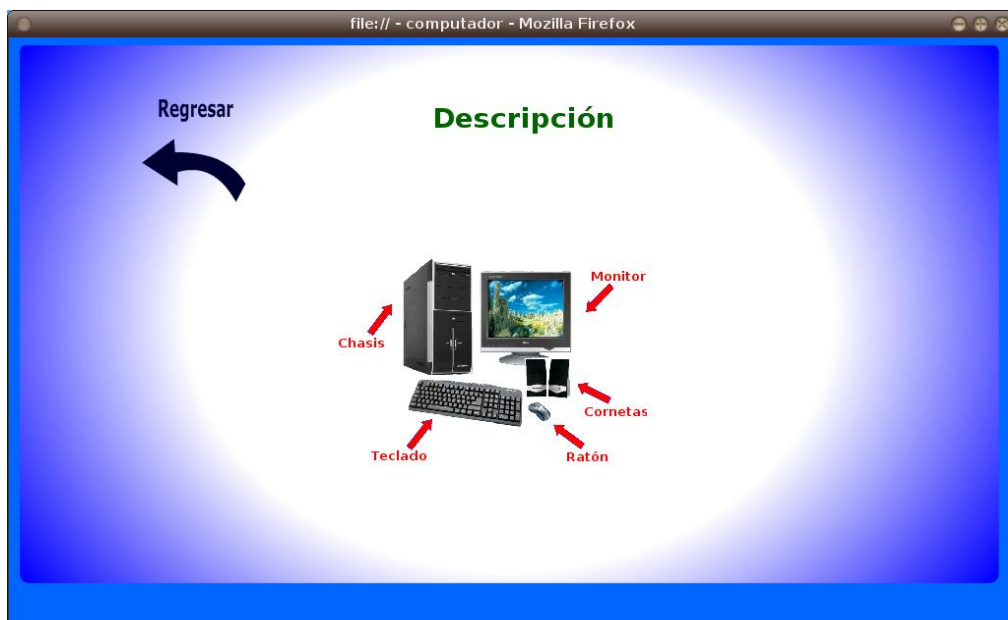 file:// - computador - Mozilla Firefox
Regresar
Descripción
Monitor
Chasis
Cornetas
Teclado
Ratón